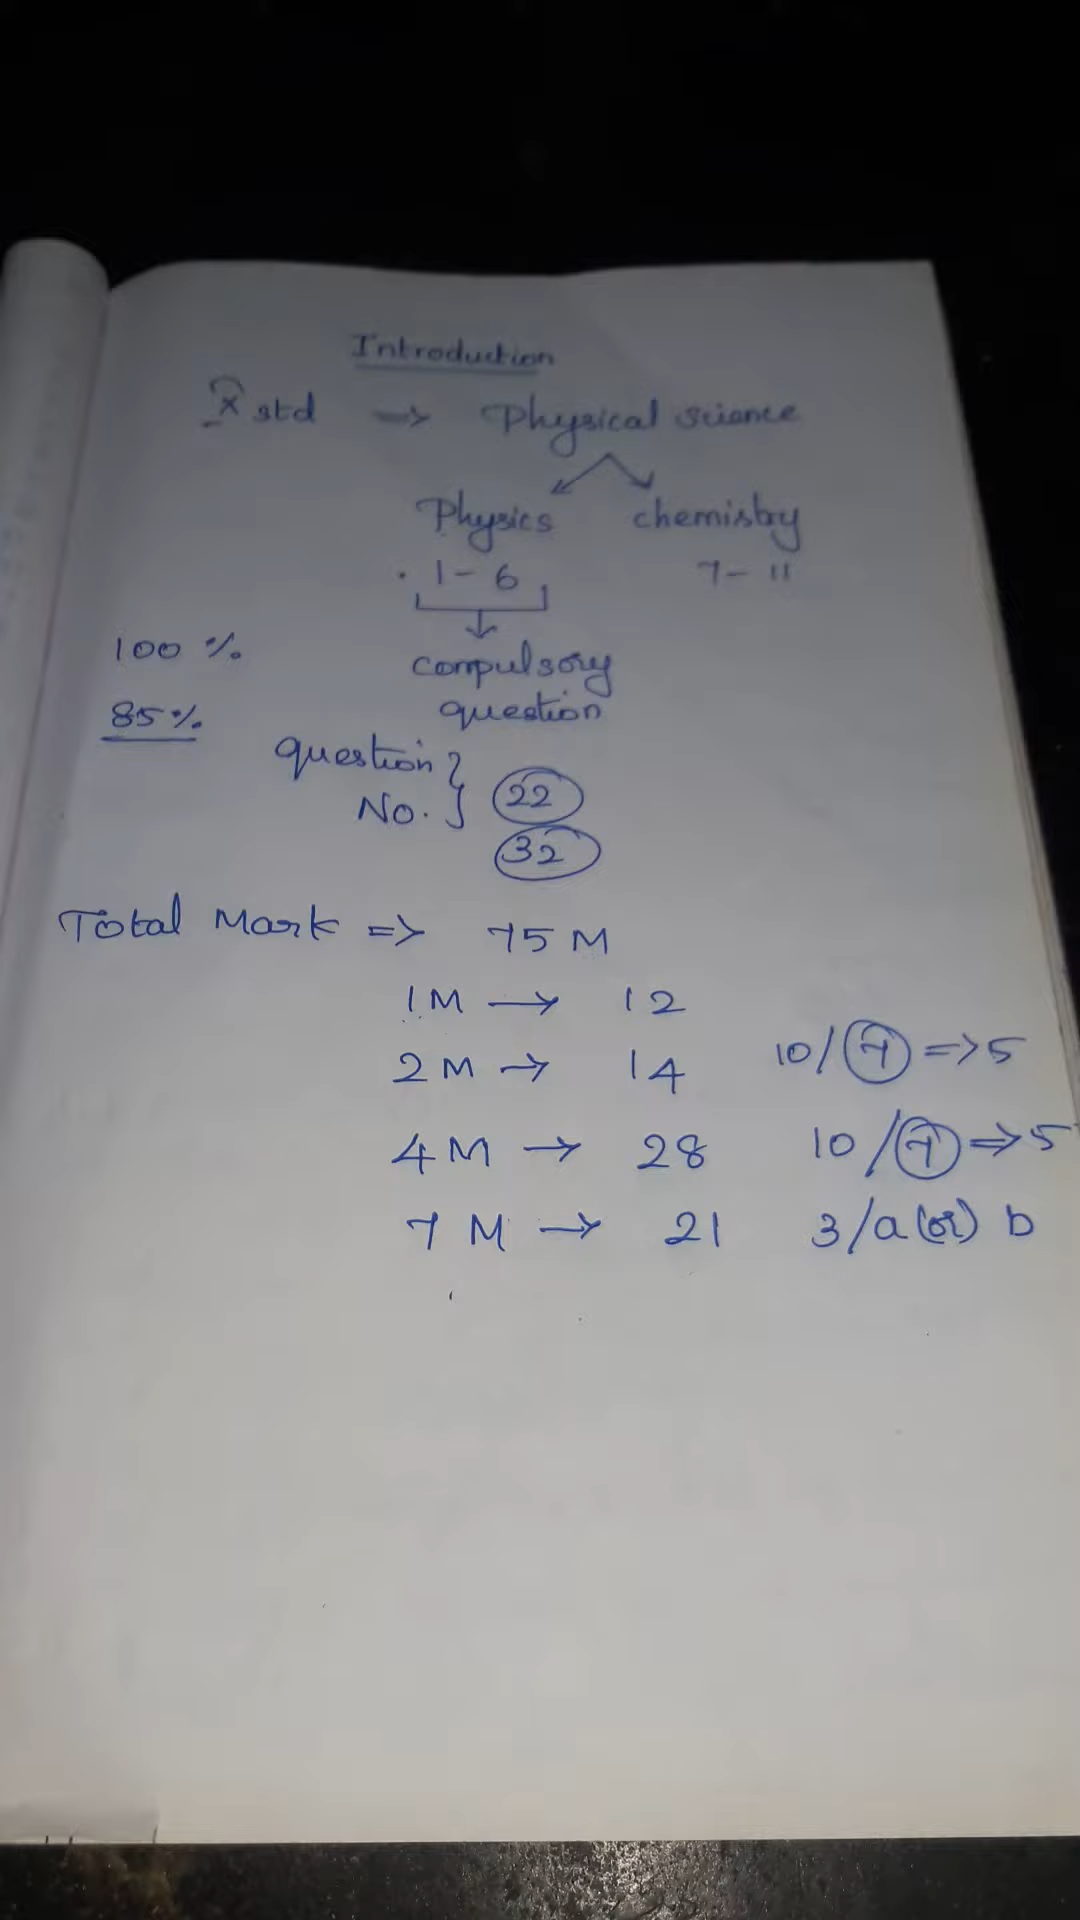 Introduction
X std => Physical science
Physics chemistry
1-6 7-11
100 %
compulsory
85%
question
question }
No. } 22
32
Total Mark => 75 M
1M → 12
2M → 14 10/7 => 5
4M → 28 10/7 => 5
7 M → 21 3/a (or) b